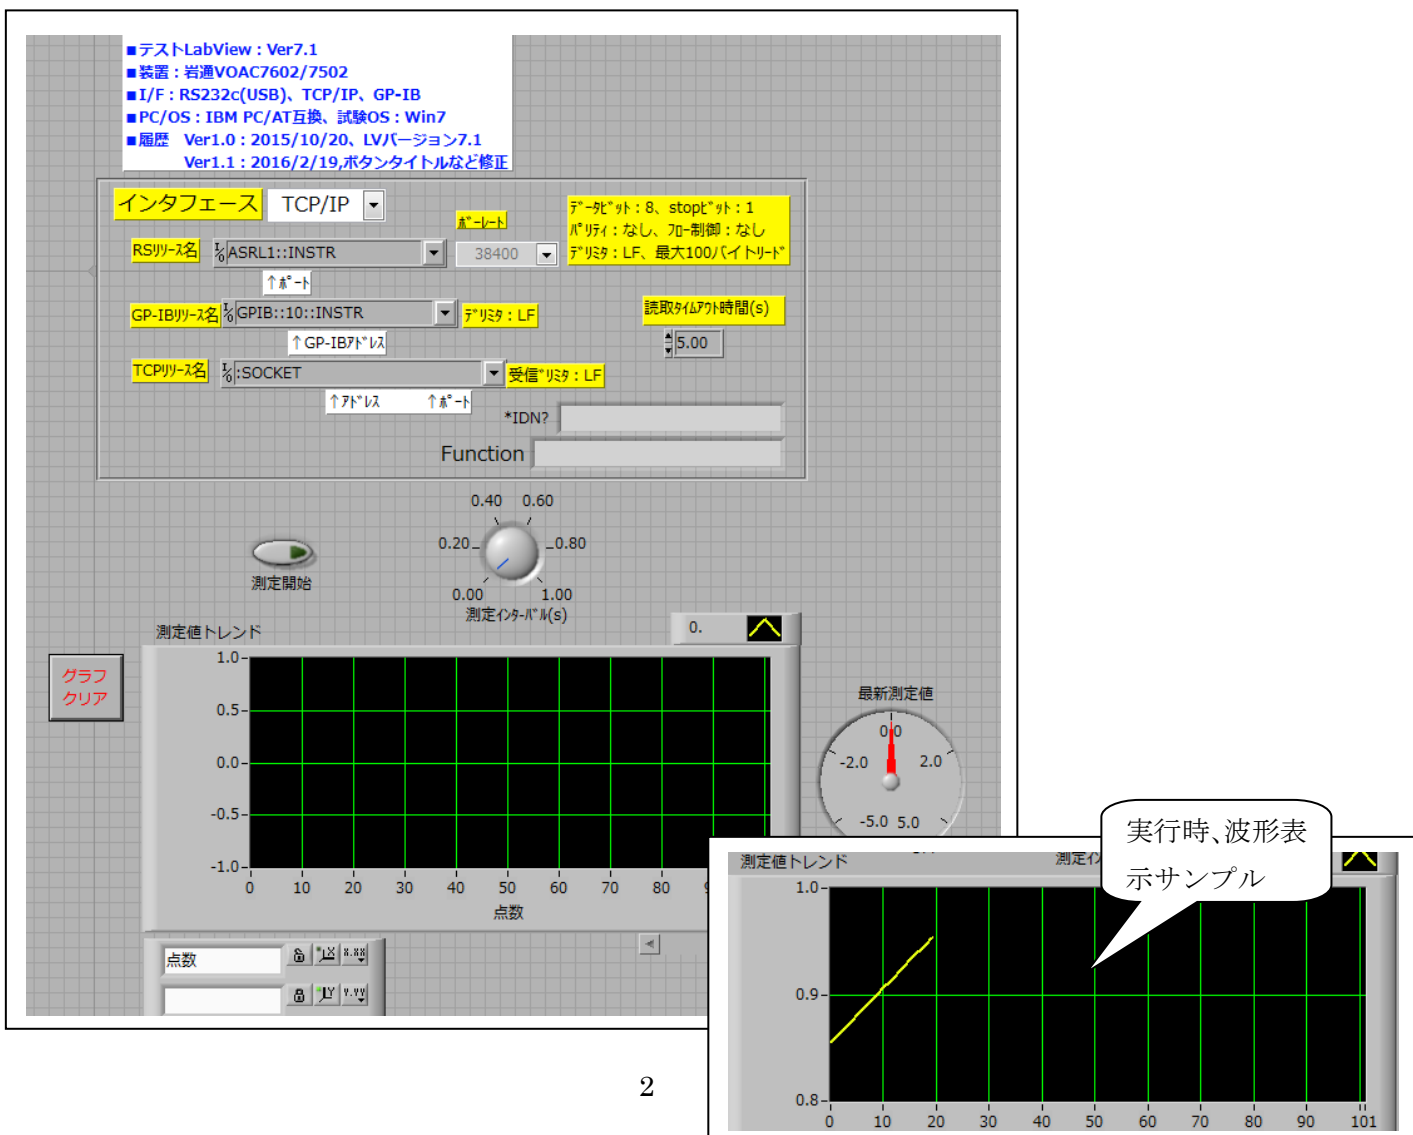 ■テストLabView：Ver7.1
■装置：岩通VOAC7602/7502
■I/F：RS232c(USB)、TCP/IP、GP-IB
■PC/OS：IBM PC/AT互換、試験OS：Win7
■履歴　Ver1.0：2015/10/20、LVバージョン7.1
Ver1.1：2016/2/19,ボタンタイトルなど修正
インタフェース TCP/IP
ﾎﾞｰﾚｰﾄ
38400
ﾃﾞｰﾀﾋﾞｯﾄ：8、stopﾋﾞｯﾄ：1
ﾊﾟﾘﾃｨ：なし、ﾌﾛｰ制御：なし
ﾃﾞﾘﾐﾀ：LF、最大100バイトﾘｰﾄﾞ
RSﾘﾘｰｽ名 ASRL1::INSTR
↑ﾎﾟｰﾄ
GP-IBﾘﾘｰｽ名 GPIB::10::INSTR ﾃﾞﾘﾐﾀ：LF
↑GP-IBｱﾄﾞﾚｽ
読取ﾀｲﾑｱｳﾄ時間(s)
5.00
TCPﾘﾘｰｽ名 :SOCKET 受信ﾞﾘﾐﾀ：LF
↑ｱﾄﾞﾚｽ ↑ﾎﾟｰﾄ
*IDN?
Function
測定開始
0.40 0.60
0.20 0.80
0.00 1.00
測定ｲﾝﾀｰﾊﾞﾙ(s)
測定値トレンド
0.
グラフ
クリア
1.0
0.5
0.0
-0.5
-1.0
0 10 20 30 40 50 60 70 80
点数
最新測定値
0.0
-2.0 2.0
-5.0 5.0
点数
X.XX
Y.YY
実行時､波形表
示サンプル
測定値トレンド
測定ｲﾝ
1.0
0.9
0.8
0 10 20 30 40 50 60 70 80 90 101
2